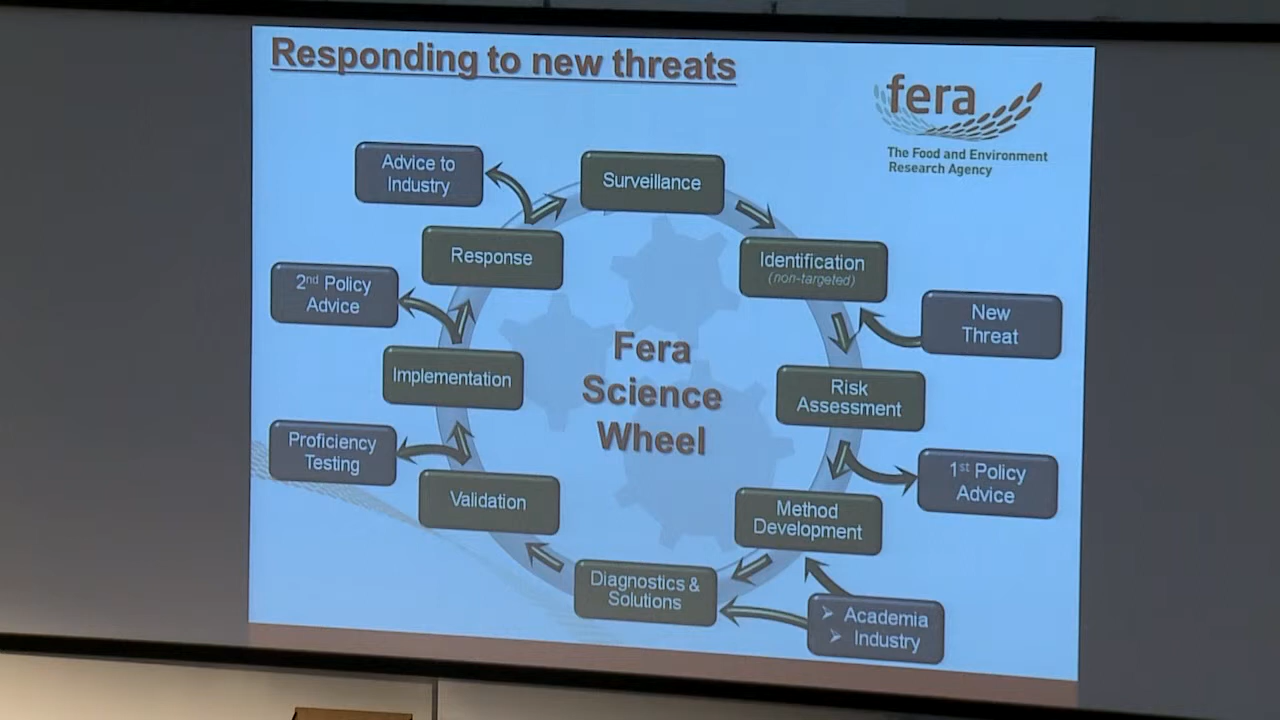 Responding to new threats
fera
The Food and Environment
Research Agency
Surveillance
Identification
(non-targeted)
New
Threat
Risk
Assessment
1st Policy
Advice
Method
Development
➢ Academia
➢ Industry
Diagnostics &
Solutions
Validation
Proficiency
Testing
Implementation
2nd Policy
Advice
Response
Advice to
Industry
Fera
Science
Wheel